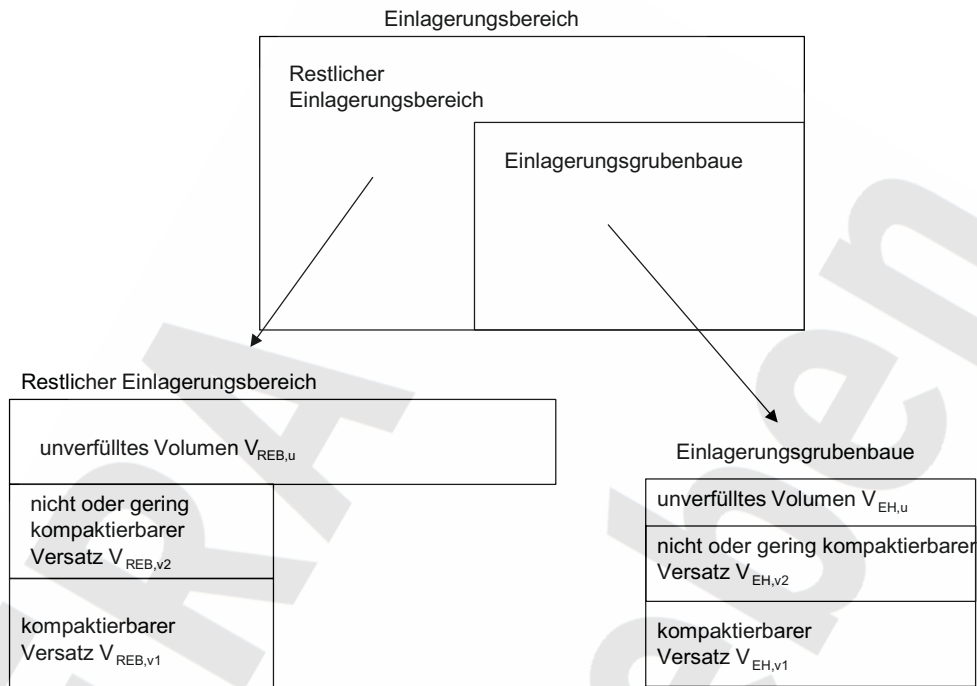 Einlagerungsbereich
Restlicher
Einlagerungsbereich
Einlagerungsgrubenbaue
Restlicher Einlagerungsbereich
unverfülltes Volumen V_REB,u
nicht oder gering
kompaktierbarer
Versatz V_REB,v2
kompaktierbarer
Versatz V_REB,v1
Einlagerungsgrubenbaue
unverfülltes Volumen V_EH,u
nicht oder gering kompaktierbarer
Versatz V_EH,v2
kompaktierbarer
Versatz V_EH,v1